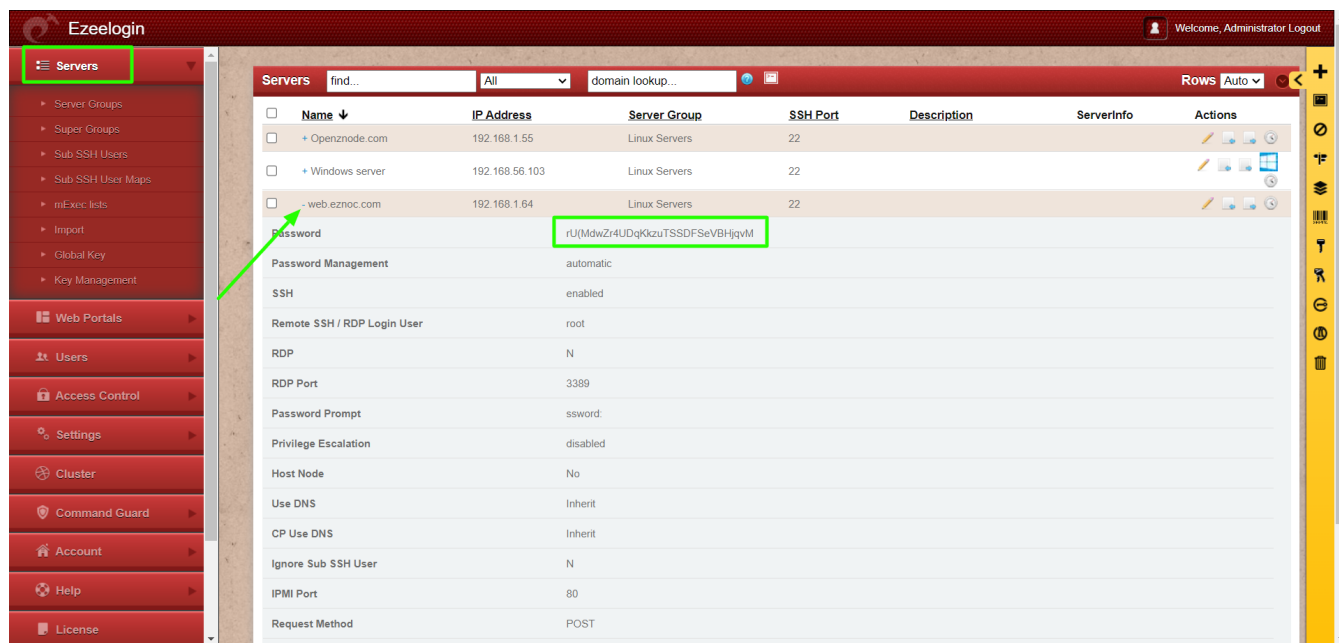 Ezeelogin
Welcome, Administrator Logout
Servers
Server Groups
Super Groups
Sub SSH Users
Sub SSH User Maps
mExec lists
Import
Global Key
Key Management
Web Portals
Users
Access Control
Settings
Cluster
Command Guard
Account
Help
License
Servers find... All domain lookup... Rows Auto
Name IP Address Server Group SSH Port Description ServerInfo Actions
+ Openznode.com 192.168.1.55 Linux Servers 22
+ Windows server 192.168.56.103 Linux Servers 22
- web.eznoc.com 192.168.1.64 Linux Servers 22
Password rU(MdwZr4UDqKkzuTSSDFSeVBHjqvM
Password Management automatic
SSH enabled
Remote SSH / RDP Login User root
RDP N
RDP Port 3389
Password Prompt ssword:
Privilege Escalation disabled
Host Node No
Use DNS Inherit
CP Use DNS Inherit
Ignore Sub SSH User N
IPMI Port 80
Request Method POST